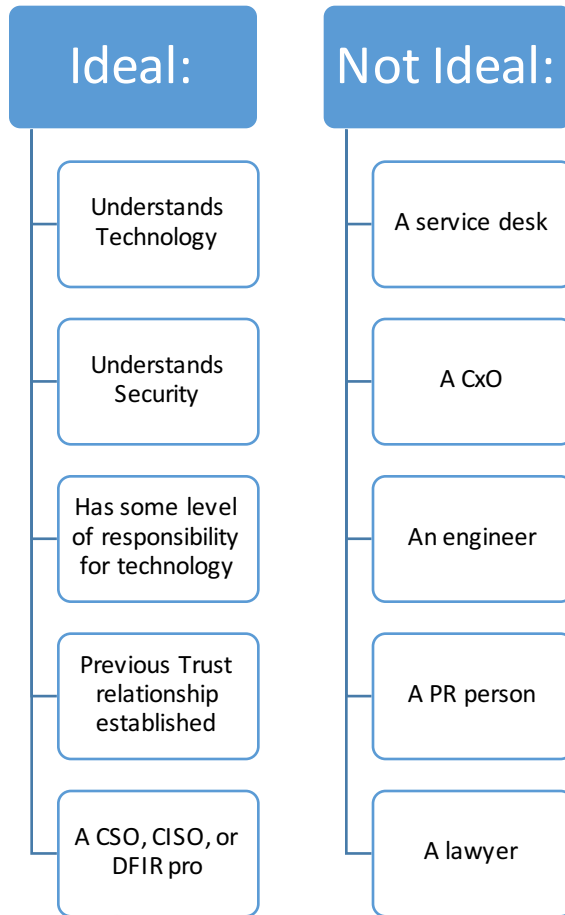 Ideal:
Understands
Technology
Understands
Security
Has some level
of responsibility
for technology
Previous Trust
relationship
established
A CSO, CISO, or
DFIR pro
Not Ideal:
A service desk
A CxO
An engineer
A PR person
A lawyer